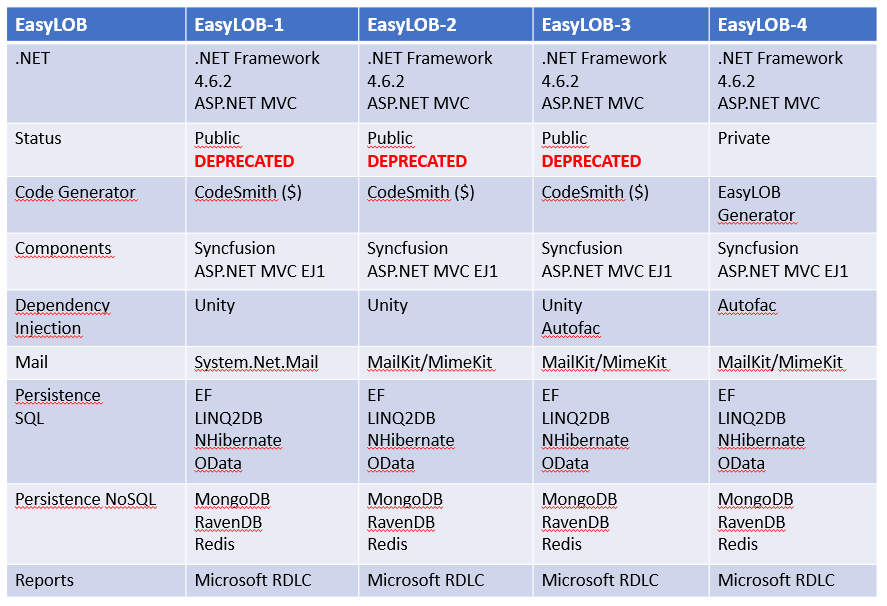 EasyLOB EasyLOB-1 EasyLOB-2 EasyLOB-3 EasyLOB-4
.NET .NET Framework .NET Framework .NET Framework .NET Framework
4.6.2 4.6.2 4.6.2 4.6.2
ASP.NET MVC ASP.NET MVC ASP.NET MVC ASP.NET MVC
Status Public Public Public Private
DEPRECATED DEPRECATED DEPRECATED
Code Generator CodeSmith ($) CodeSmith ($) CodeSmith ($) EasyLOB
Generator
Components Syncfusion Syncfusion Syncfusion Syncfusion
ASP.NET MVC EJ1 ASP.NET MVC EJ1 ASP.NET MVC EJ1 ASP.NET MVC EJ1
Dependency Unity Unity Unity Autofac
Injection Autofac
Mail System.Net.Mail MailKit/MimeKit MailKit/MimeKit MailKit/MimeKit
Persistence EF EF EF EF
SQL LINQ2DB LINQ2DB LINQ2DB LINQ2DB
NHibernate NHibernate NHibernate NHibernate
OData OData OData OData
Persistence NoSQL MongoDB MongoDB MongoDB MongoDB
RavenDB RavenDB RavenDB RavenDB
Redis Redis Redis Redis
Reports Microsoft RDLC Microsoft RDLC Microsoft RDLC Microsoft RDLC